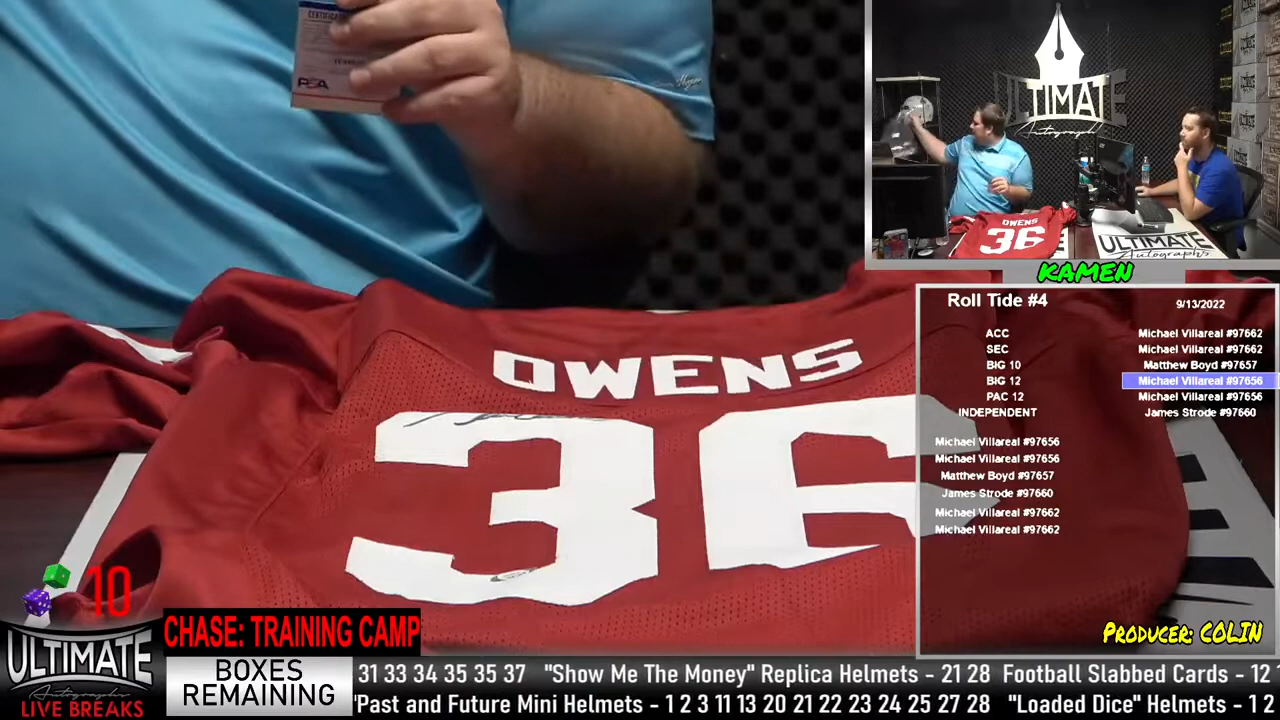 CERTIFICA
PSA
ULTIMATE
Autographs
OWENS
36
ULTIMATE
Autographs
KAMEN
OWENS
36
Roll Tide #4 9/13/2022
ACC Michael Villareal #97662
SEC Michael Villareal #97662
BIG 10 Matthew Boyd #97657
BIG 12 Michael Villareal #97656
PAC 12 Michael Villareal #97656
INDEPENDENT James Strode #97660
Michael Villareal #97656
Michael Villareal #97656
Matthew Boyd #97657
James Strode #97660
Michael Villareal #97662
Michael Villareal #97662
Producer: COLIN
10
CHASE: TRAINING CAMP
ULTIMATE
Autographs
LIVE BREAKS
BOXES
REMAINING
31 33 34 35 35 37 "Show Me The Money" Replica Helmets - 21 28 Football Slabbed Cards - 12
"Past and Future Mini Helmets - 1 2 3 11 13 20 21 22 23 24 25 27 28 "Loaded Dice" Helmets - 1 2